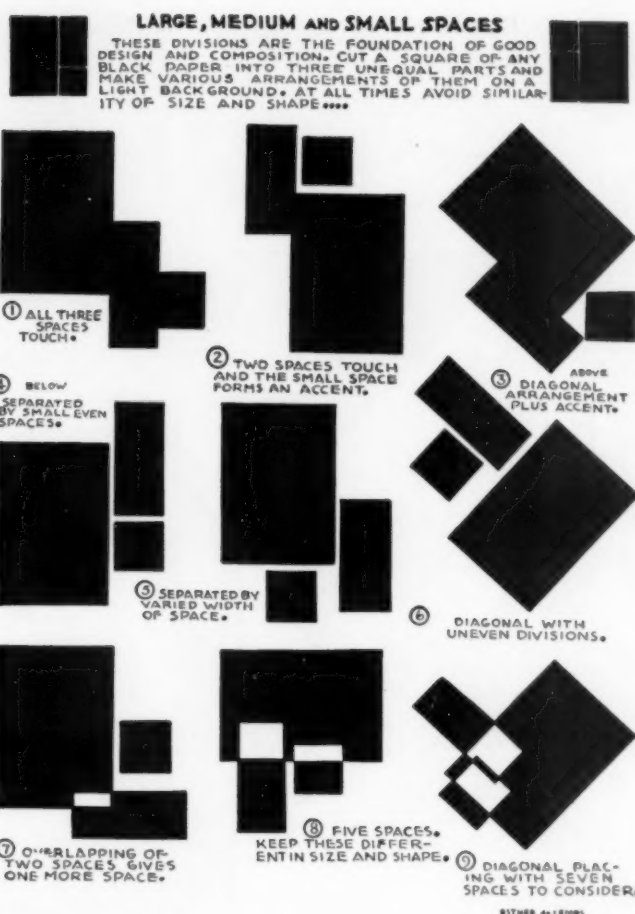 LARGE, MEDIUM AND SMALL SPACES
THESE DIVISIONS ARE THE FOUNDATION OF GOOD
DESIGN AND COMPOSITION. CUT A SQUARE OF ANY
BLACK PAPER INTO THREE UNEQUAL PARTS AND
MAKE VARIOUS ARRANGEMENTS OF THEM ON A
LIGHT BACKGROUND. AT ALL TIMES AVOID SIMILAR-
ITY OF SIZE AND SHAPE....
① ALL THREE
SPACES
TOUCH.
② TWO SPACES TOUCH
AND THE SMALL SPACE
FORMS AN ACCENT.
ABOVE
③ DIAGONAL
ARRANGEMENT
PLUS ACCENT.
4 BELOW
SEPARATED
BY SMALL EVEN
SPACES.
⑤ SEPARATED BY
VARIED WIDTH
OF SPACE.
⑥ DIAGONAL WITH
UNEVEN DIVISIONS.
⑦ OVERLAPPING OF
TWO SPACES GIVES
ONE MORE SPACE.
⑧ FIVE SPACES.
KEEP THESE DIFFER-
ENT IN SIZE AND SHAPE.
⑨ DIAGONAL PLAC-
ING WITH SEVEN
SPACES TO CONSIDER.
ESTHER